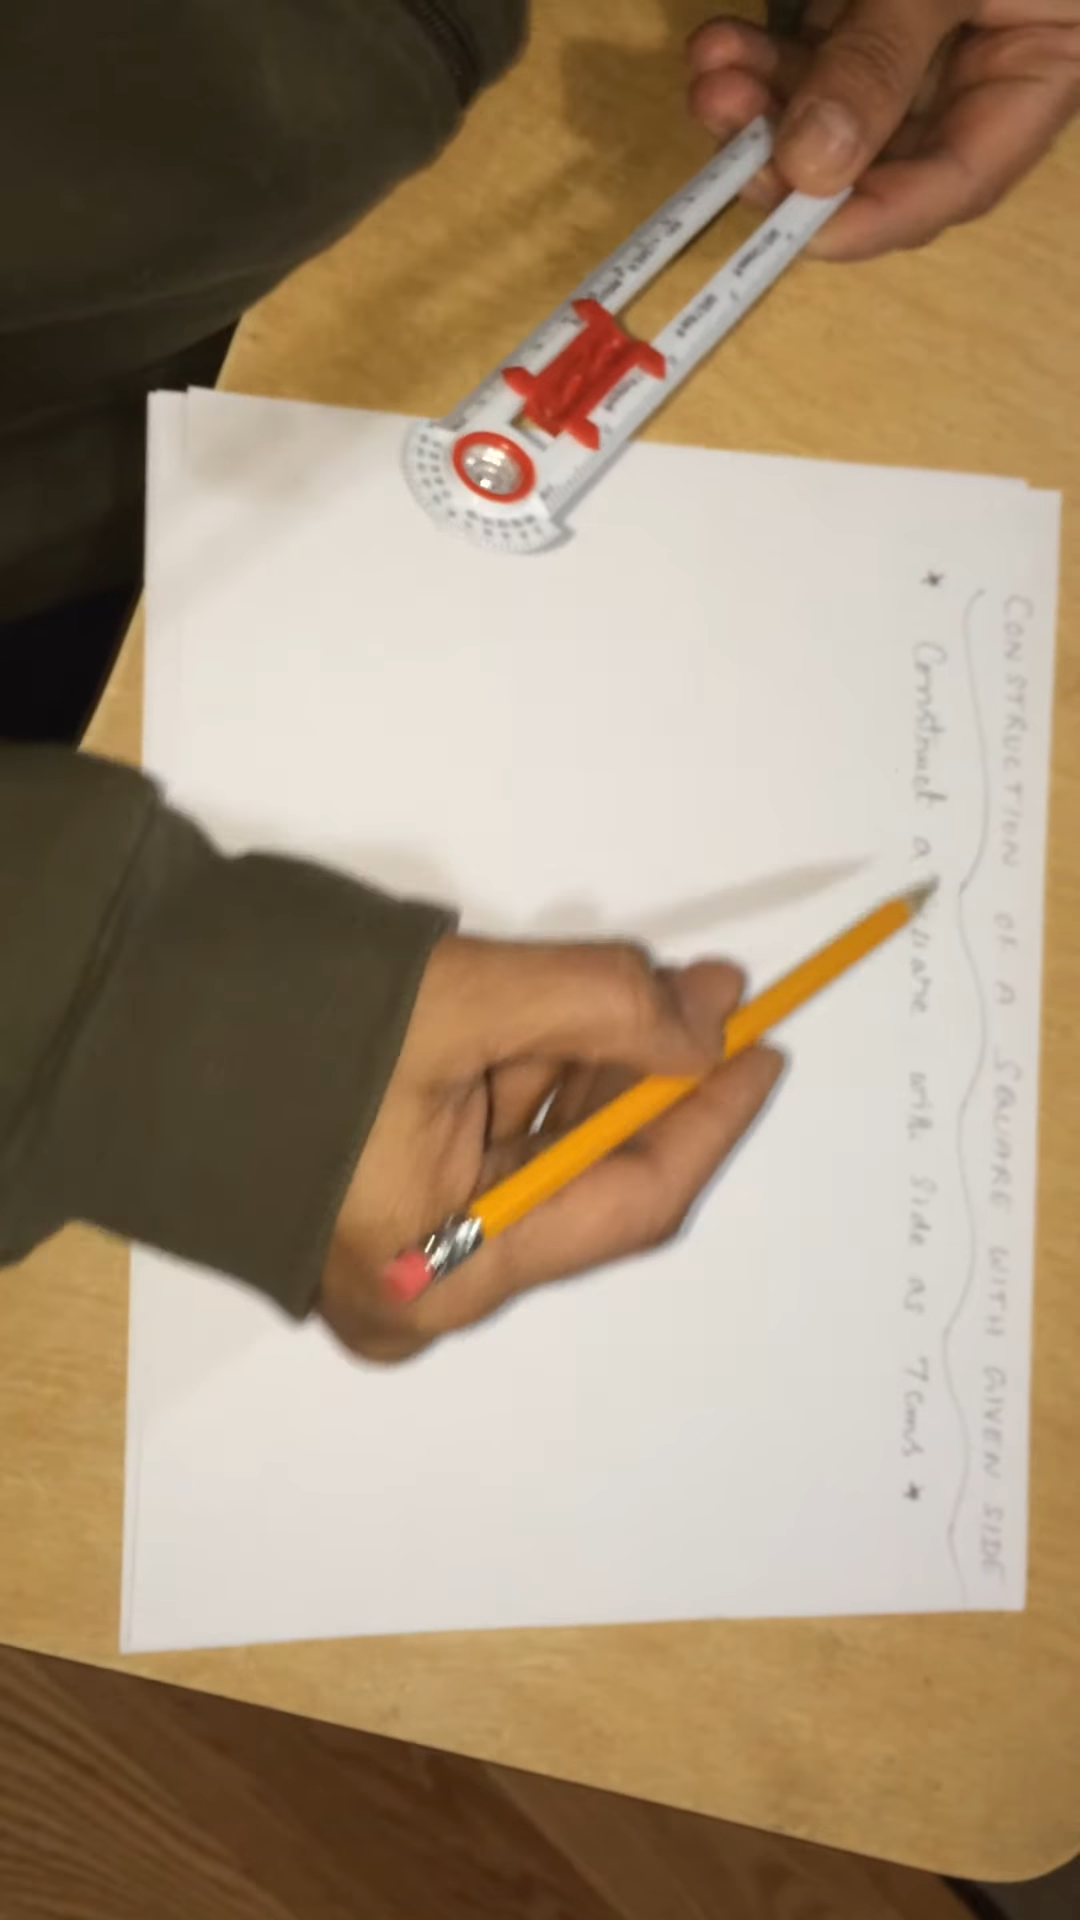 CONSTRUCTION OF A SQUARE WITH GIVEN SIDE
* Construct a square with side as 7cms *